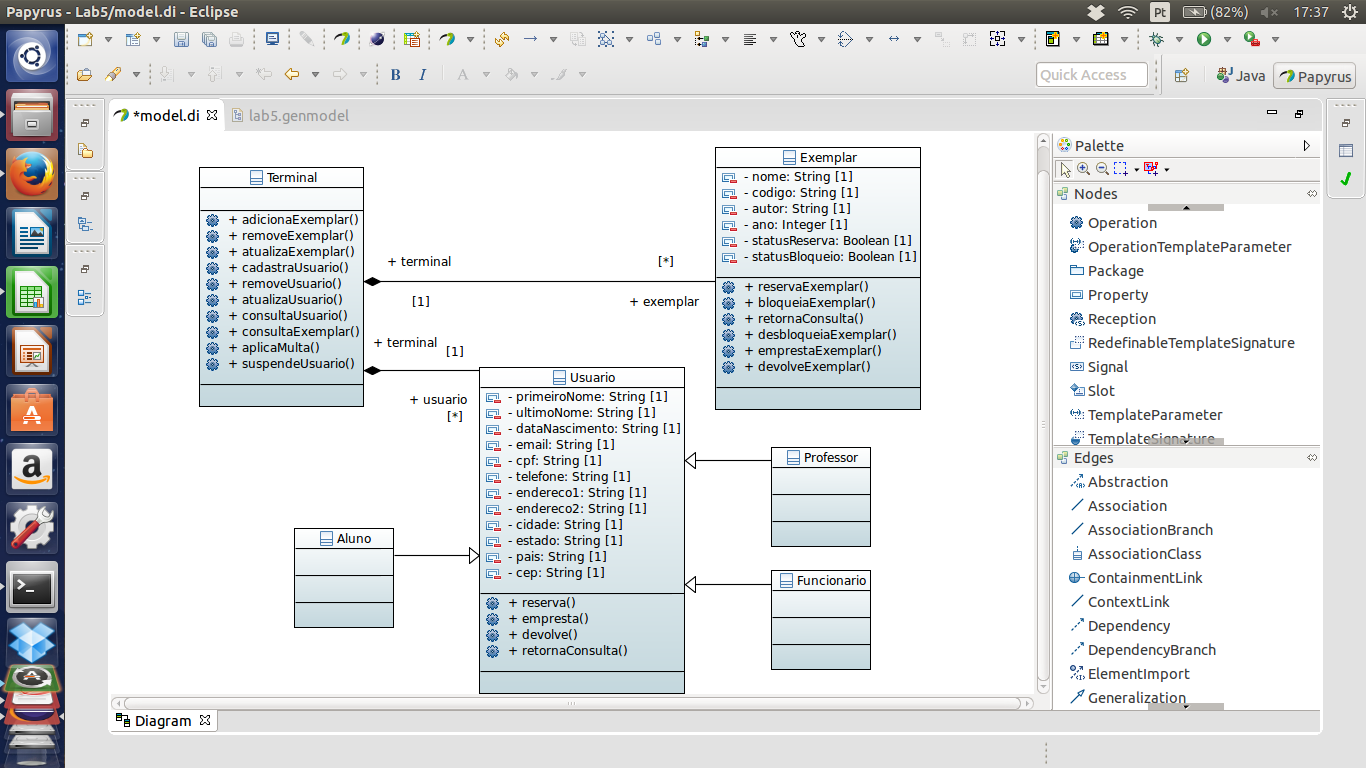 Papyrus - Lab5/model.di - Eclipse
Pt
(82%)
17:37
Quick Access
Java
Papyrus
*model.di
lab5.genmodel
Terminal
+ adicionaExemplar()
+ removeExemplar()
+ atualizaExemplar()
+ cadastraUsuario()
+ removeUsuario()
+ atualizaUsuario()
+ consultaUsuario()
+ consultaExemplar()
+ aplicaMulta()
+ suspendeUsuario()
+ terminal
[*]
[1]
+ exemplar
+ terminal
[1]
+ usuario
[*]
Exemplar
- nome: String [1]
- codigo: String [1]
- autor: String [1]
- ano: Integer [1]
- statusReserva: Boolean [1]
- statusBloqueio: Boolean [1]
+ reservaExemplar()
+ bloqueiaExemplar()
+ retornaConsulta()
+ desbloqueiaExemplar()
+ emprestaExemplar()
+ devolveExemplar()
Usuario
- primeiroNome: String [1]
- ultimoNome: String [1]
- dataNascimento: String [1]
- email: String [1]
- cpf: String [1]
- telefone: String [1]
- endereco1: String [1]
- endereco2: String [1]
- cidade: String [1]
- estado: String [1]
- pais: String [1]
- cep: String [1]
+ reserva()
+ empresta()
+ devolve()
+ retornaConsulta()
Aluno
Professor
Funcionario
Palette
Nodes
Operation
OperationTemplateParameter
Package
Property
Reception
RedefinableTemplateSignature
Signal
Slot
TemplateParameter
TemplateSignature
Edges
Abstraction
Association
AssociationBranch
AssociationClass
ContainmentLink
ContextLink
Dependency
DependencyBranch
ElementImport
Generalization
Diagram